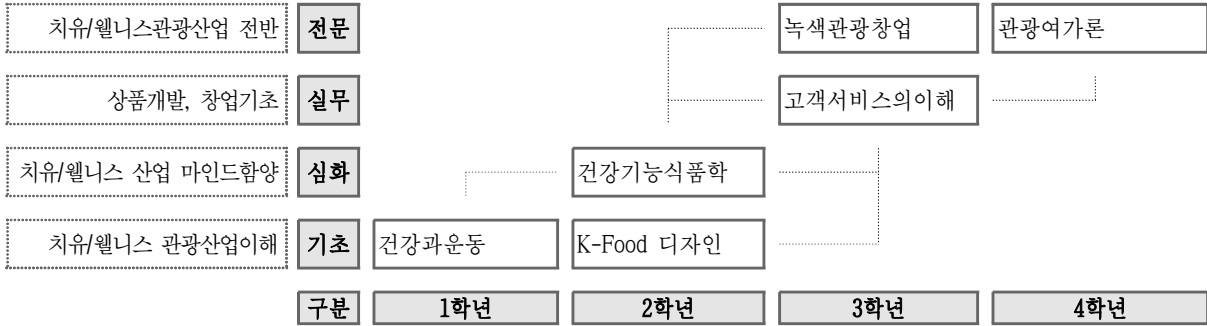 치유/웰니스관광산업 전반 전문 녹색관광창업 관광여가론
상품개발, 창업기초 실무 고객서비스의이해
치유/웰니스 산업 마인드함양 심화 건강기능식품학
치유/웰니스 관광산업이해 기초 건강과운동 K-Food 디자인
구분 1학년 2학년 3학년 4학년